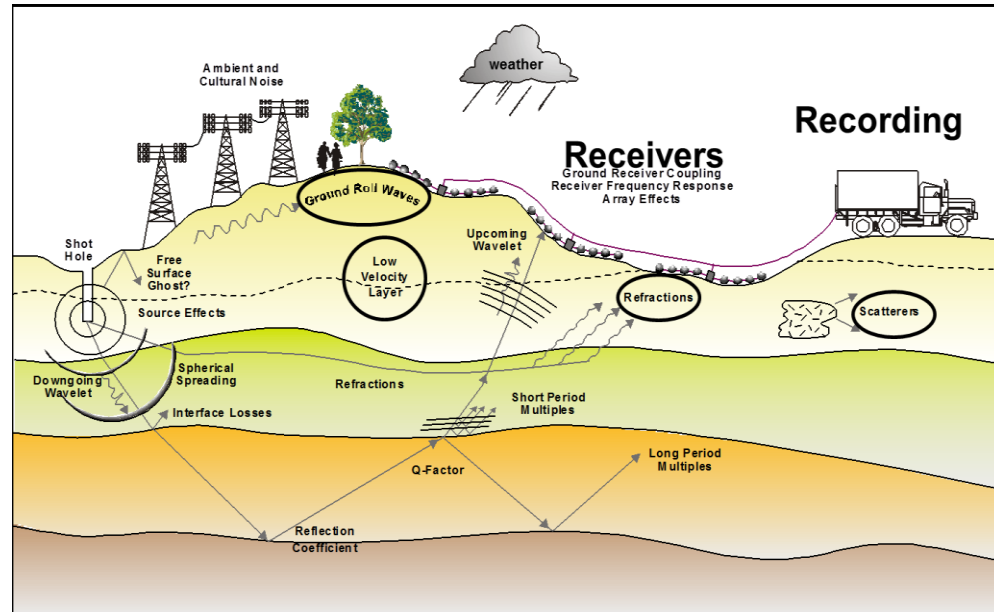 weather
Ambient and
Cultural Noise
Recording
Receivers
Ground Receiver Coupling
Receiver Frequency Response
Array Effects
Ground Roll Waves
Shot
Hole
Free
Surface
Ghost?
Source Effects
Low
Velocity
Layer
Upcoming
Wavelet
Refractions
Scatterers
Downgoing
Wavelet
Spherical
Spreading
Interface Losses
Refractions
Short Period
Multiples
Q-Factor
Long Period
Multiples
Reflection
Coefficient